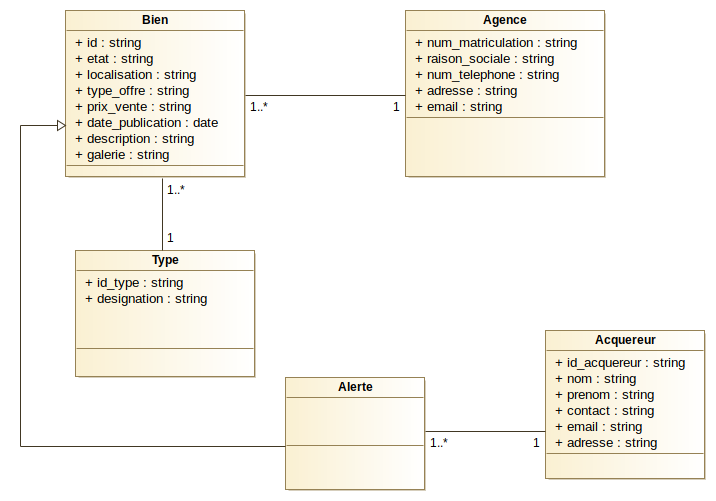 Bien
+ id : string
+ etat : string
+ localisation : string
+ type_offre : string
+ prix_vente : string
+ date_publication : date
+ description : string
+ galerie : string
Agence
+ num_matriculation : string
+ raison_sociale : string
+ num_telephone : string
+ adresse : string
+ email : string
1..*
1
1..*
1
Type
+ id_type : string
+ designation : string
Acquereur
+ id_acquereur : string
+ nom : string
+ prenom : string
+ contact : string
+ email : string
+ adresse : string
Alerte
1..*
1